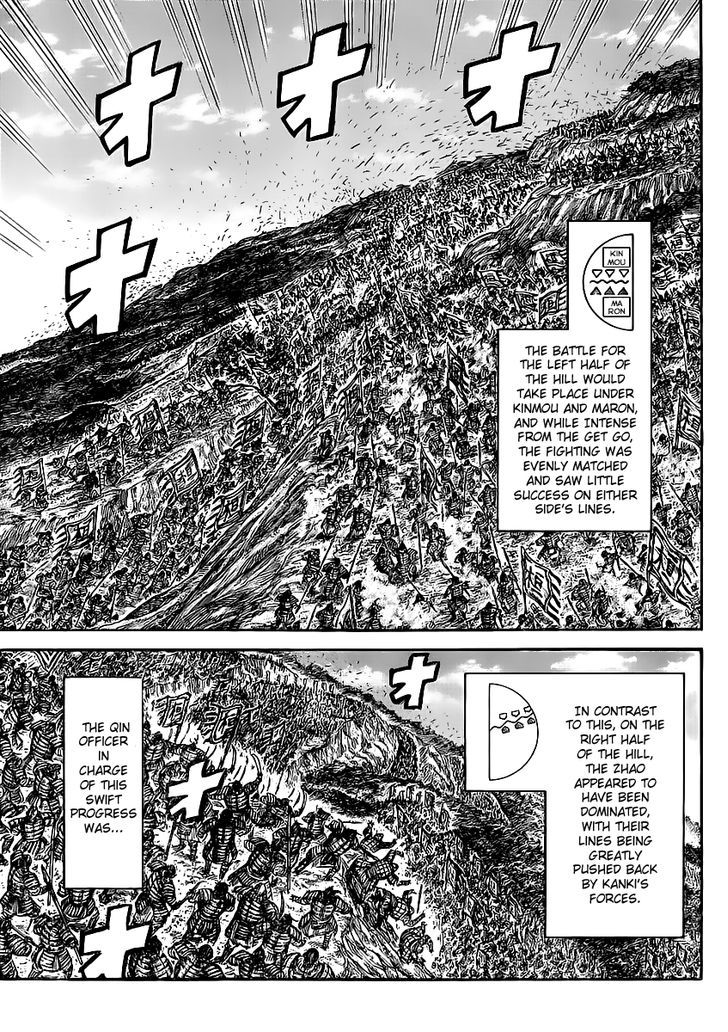 オ
オ
オ
オ
KIN
MOU
MA
RON
THE BATTLE FOR
THE LEFT HALF OF
THE HILL WOULD
TAKE PLACE UNDER
KINMOU AND MARON,
AND WHILE INTENSE
FROM THE GET GO,
THE FIGHTING WAS
EVENLY MATCHED
AND SAW LITTLE
SUCCESS ON EITHER
SIDE'S LINES.
オ
オ
オ
IN CONTRAST
TO THIS, ON THE
RIGHT HALF
OF THE HILL,
THE ZHAO
APPEARED TO
HAVE BEEN
DOMINATED,
WITH THEIR
LINES BEING
GREATLY
PUSHED BACK
BY KANKI'S
FORCES.
THE QIN
OFFICER
IN
CHARGE
OF THIS
SWIFT
PROGRESS
WAS...